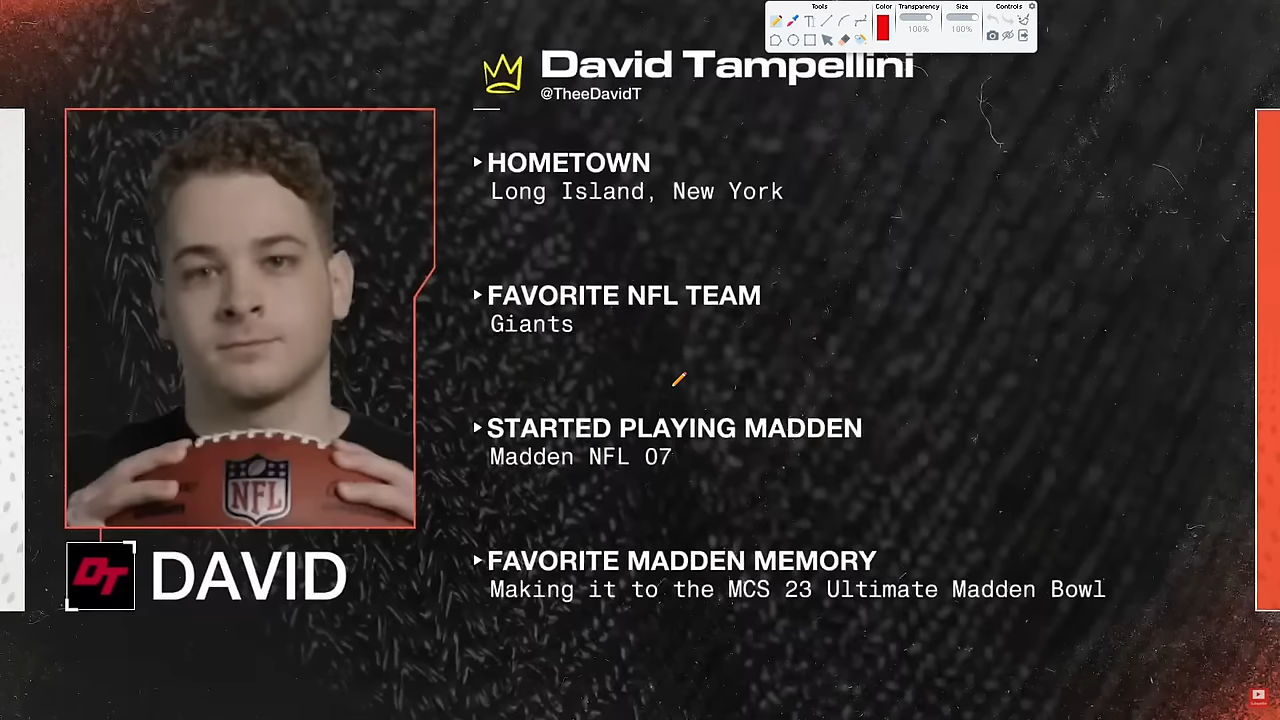 Tools
Color
Transparency
Size
Controls
100%
100%
David Tampellini
@TheeDavidT
HOMETOWN
Long Island, New York
FAVORITE NFL TEAM
Giants
STARTED PLAYING MADDEN
Madden NFL 07
NFL
FAVORITE MADDEN MEMORY
Making it to the MCS 23 Ultimate Madden Bowl
DT
DAVID